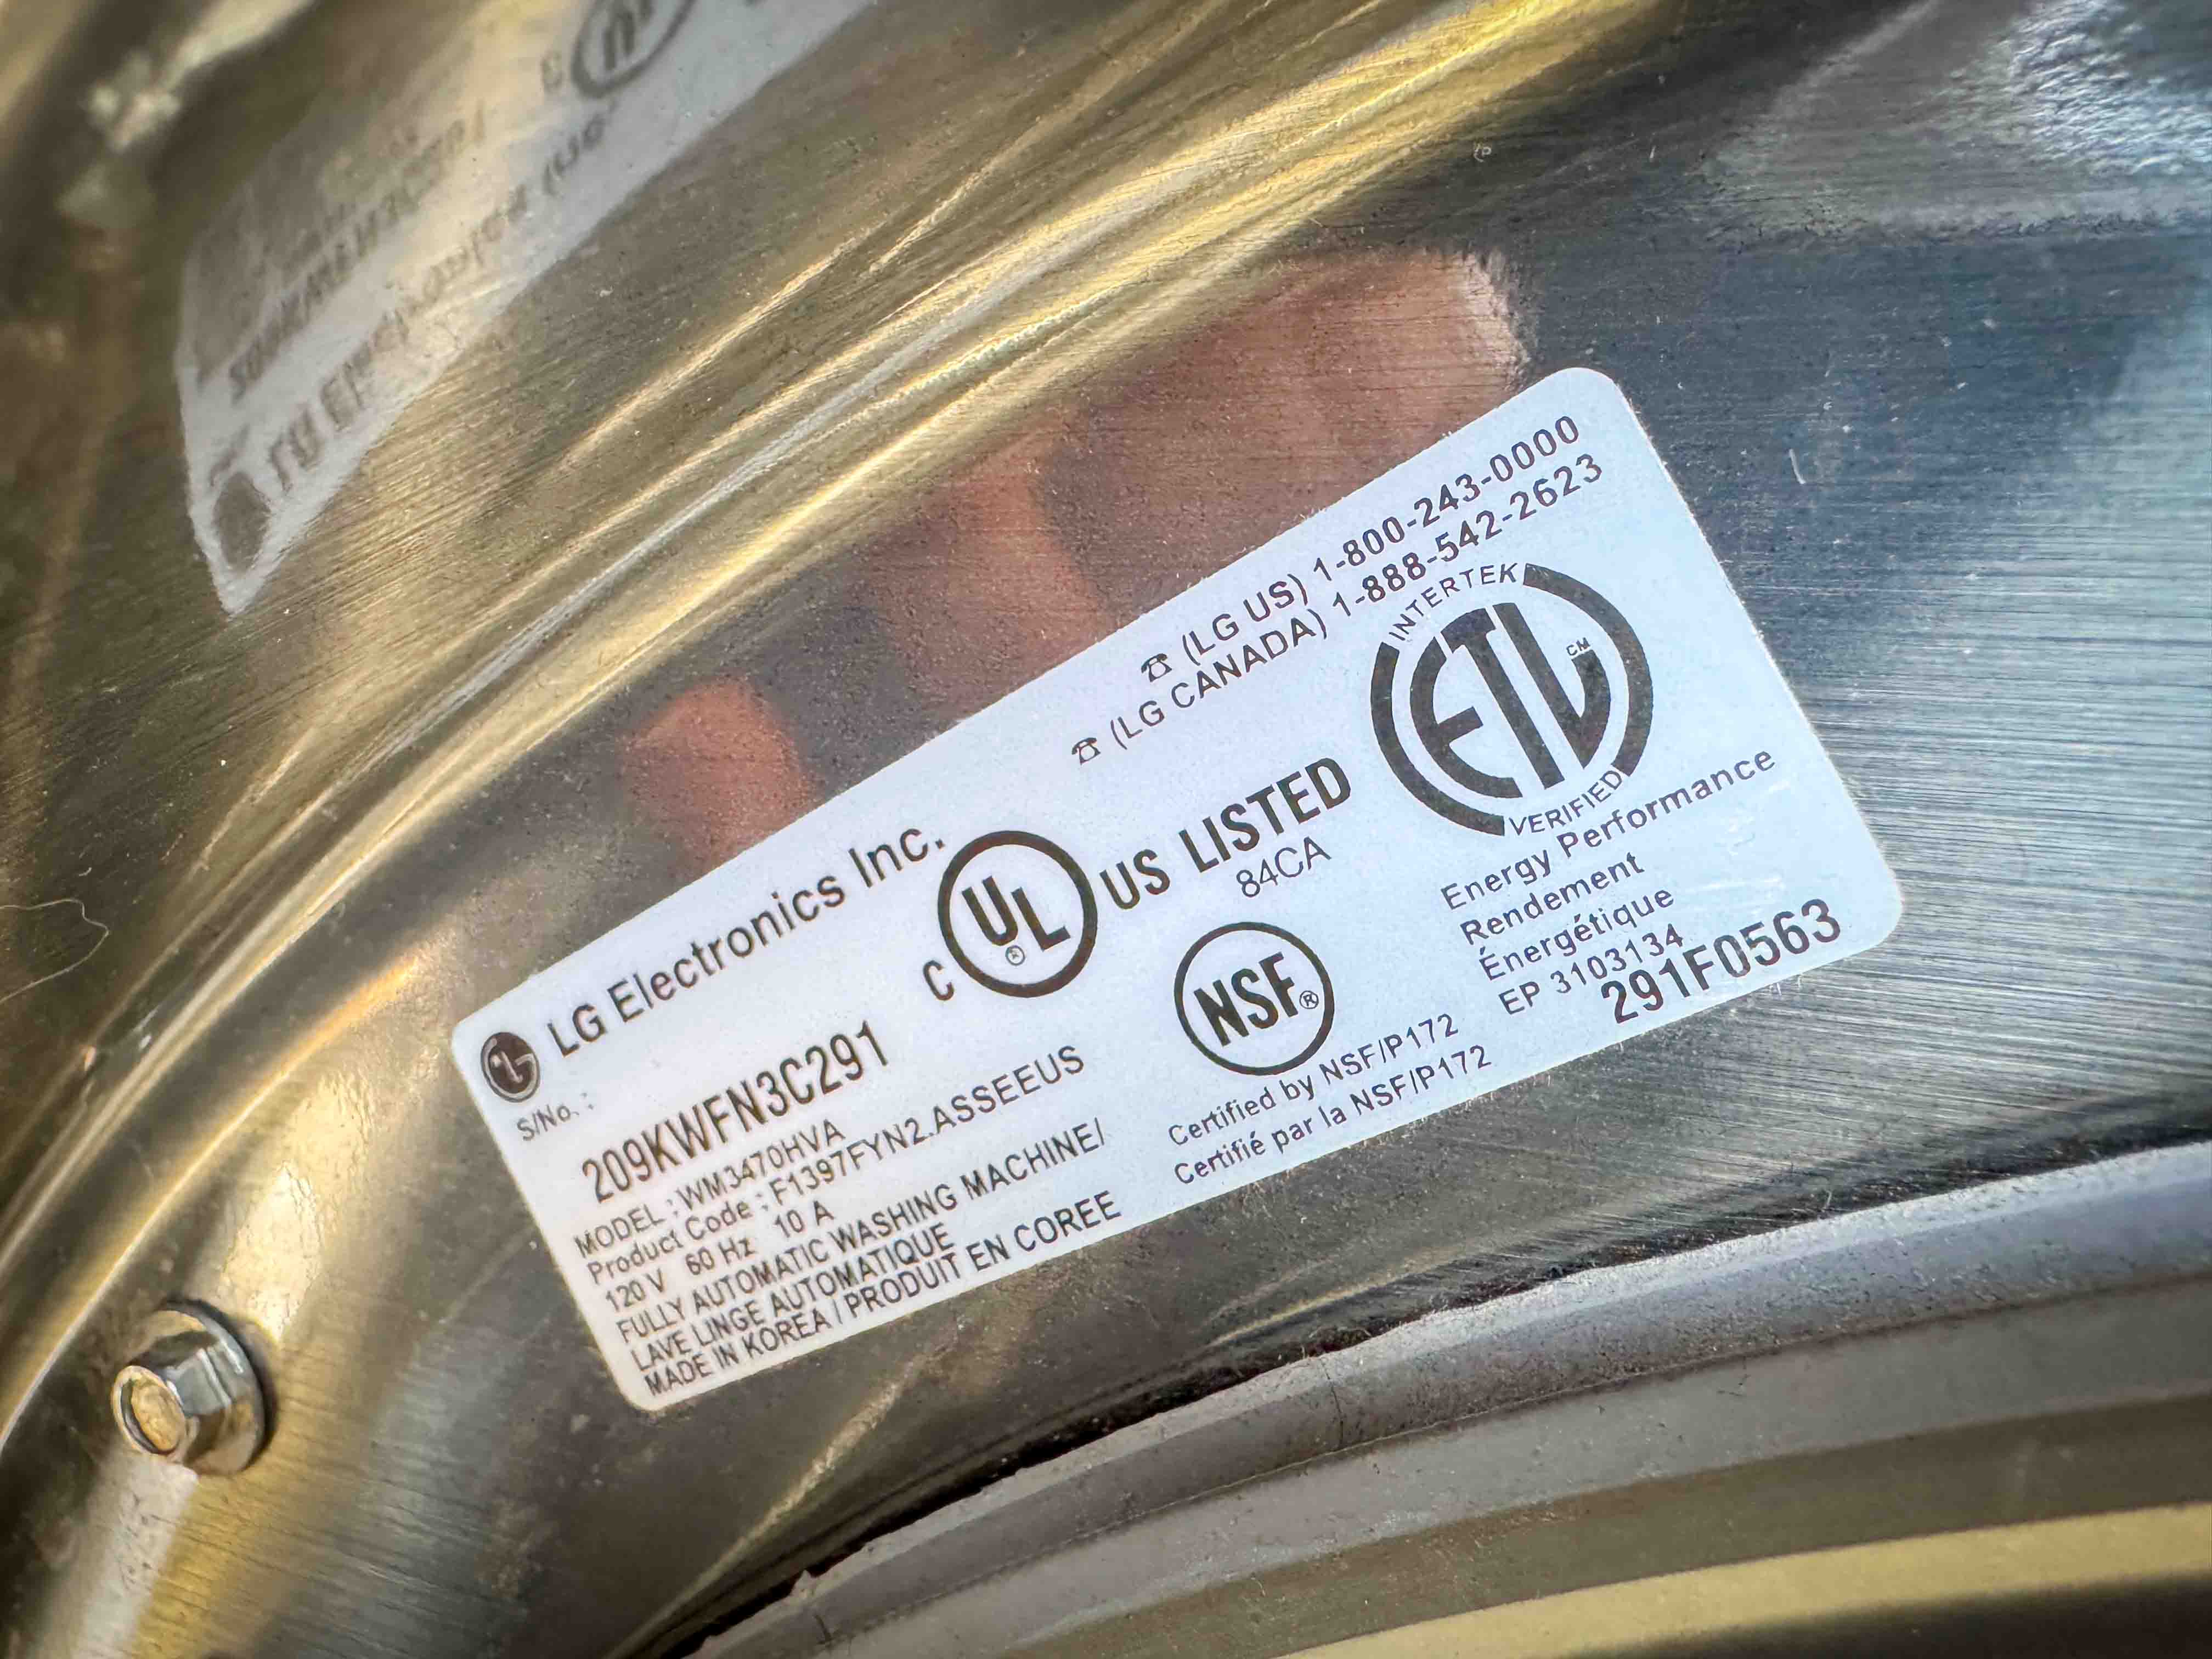 ☎ (LG US) 1-800-243-0000
☎ (LG CANADA) 1-888-542-2623
LG LG Electronics Inc.
S/No. :
209KWFN3C291
MODEL : WM3470HVA
Product Code : F1397FYN2.ASSEEUS
120 V 60 Hz 10 A
FULLY AUTOMATIC WASHING MACHINE/
LAVE LINGE AUTOMATIQUE
MADE IN KOREA / PRODUIT EN COREE
C UL ® US LISTED
84CA
NSF®
Certified by NSF/P172
Certifié par la NSF/P172
INTERTEK
ETL CM
VERIFIED
Energy Performance
Rendement
Énergétique
EP 3103134
291F0563